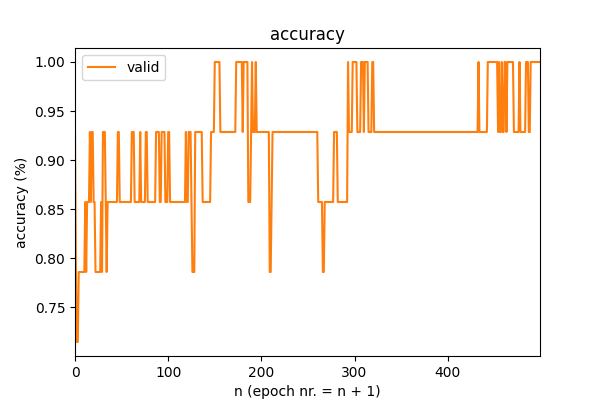 accuracy
valid
1.00
0.95
0.90
0.85
0.80
0.75
accuracy (%)
0 100 200 300 400
n (epoch nr. = n + 1)